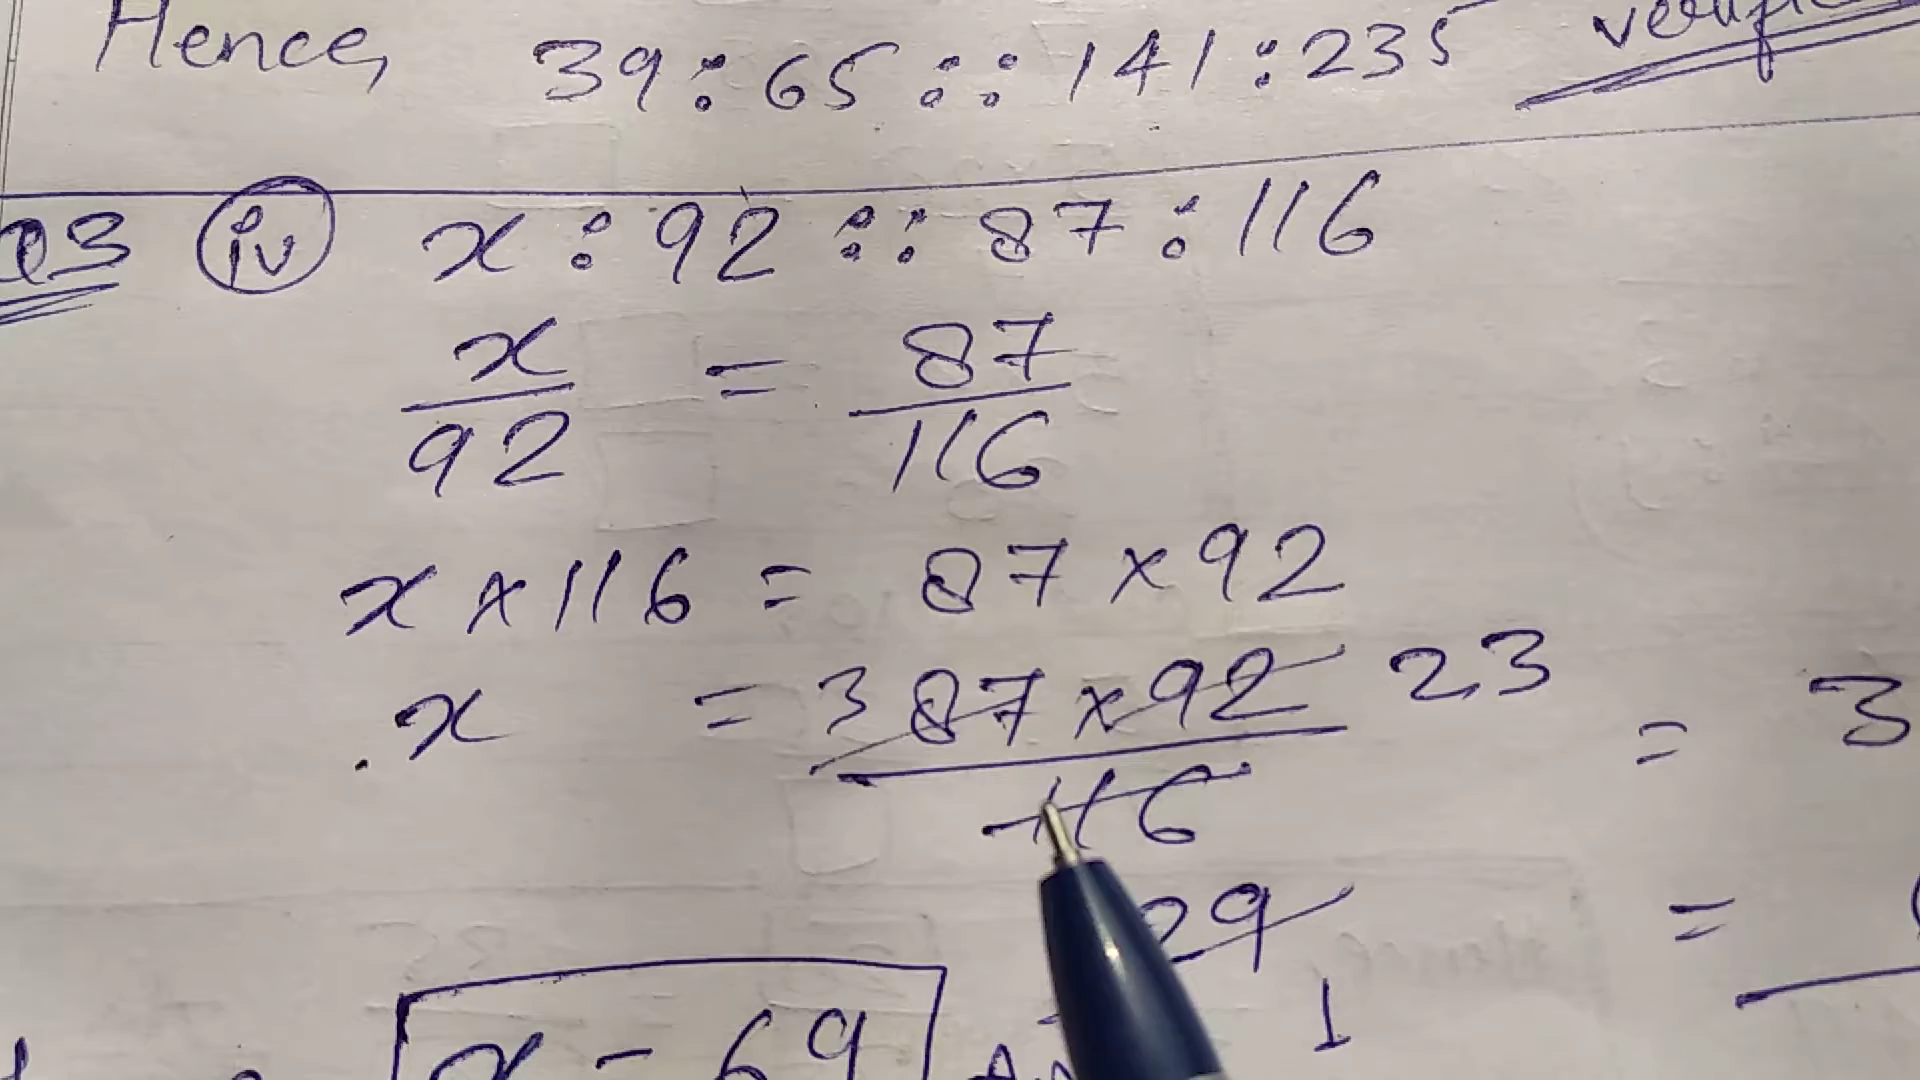 Hence, 39 : 65 :: 141 : 235
Q3 (iv) x : 92 :: 87 : 116
x/92 = 87/116
x × 116 = 87 × 92
x = 3 87 × 92 23 / 116 = 3
29 =
1
x = 69